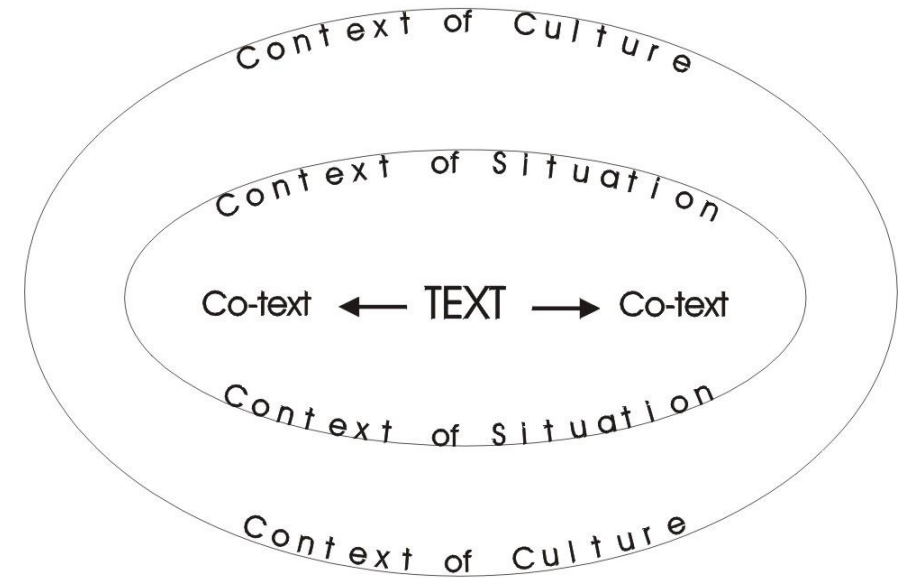 Context of Culture
Context of Situation
Co-text TEXT Co-text
Context of Situation
Context of Culture